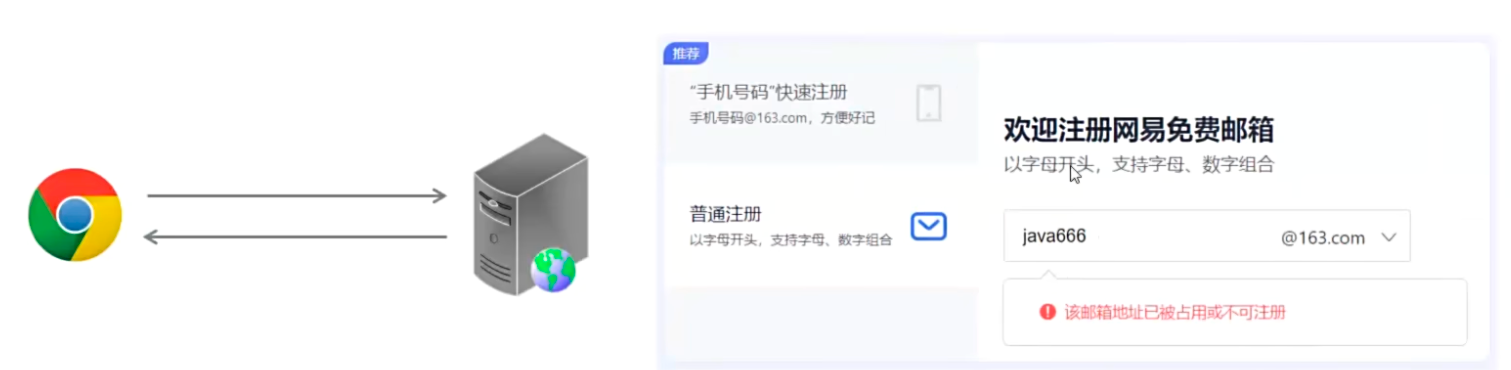 推荐
“手机号码”快速注册
手机号码@163.com，方便好记
普通注册
以字母开头，支持字母、数字组合
欢迎注册网易免费邮箱
以字母开头，支持字母、数字组合
java666 @163.com
该邮箱地址已被占用或不可注册